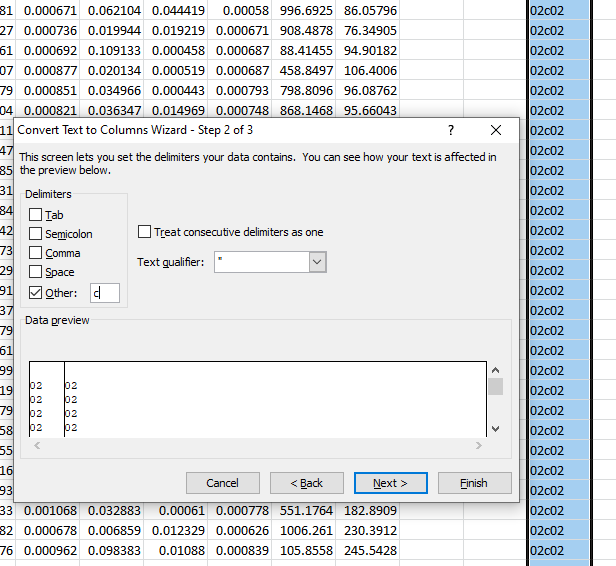 81 0.000671 0.062104 0.044419 0.00058 996.6925 86.05796 02c02
27 0.000736 0.019944 0.019219 0.000671 908.4878 76.34905 02c02
61 0.000692 0.109133 0.000458 0.000687 88.41455 94.90182 02c02
07 0.000877 0.020134 0.000519 0.000687 458.8497 106.4006 02c02
79 0.000851 0.034966 0.000443 0.000793 798.8096 96.08762 02c02
04 0.000821 0.036347 0.014969 0.000748 868.1468 95.66043 02c02
11 02c02
47 02c02
85 02c02
31 02c02
84 02c02
42 02c02
73 02c02
29 02c02
91 02c02
37 02c02
79 02c02
61 02c02
99 02c02
19 02c02
79 02c02
58 02c02
55 02c02
16 02c02
93 02c02
Convert Text to Columns Wizard - Step 2 of 3 ?
This screen lets you set the delimiters your data contains. You can see how your text is affected in
the preview below.
Delimiters
Tab
Semicolon
Comma
Space
Other: c
Treat consecutive delimiters as one
Text qualifier: "
Data preview
02 02
02 02
02 02
02 02
Cancel < Back Next > Finish
33 0.001068 0.032883 0.00061 0.000778 551.1764 182.8909 02c02
82 0.000678 0.006859 0.012329 0.000626 1006.261 230.3912 02c02
76 0.000962 0.098383 0.01088 0.000839 105.8558 245.5428 02c02